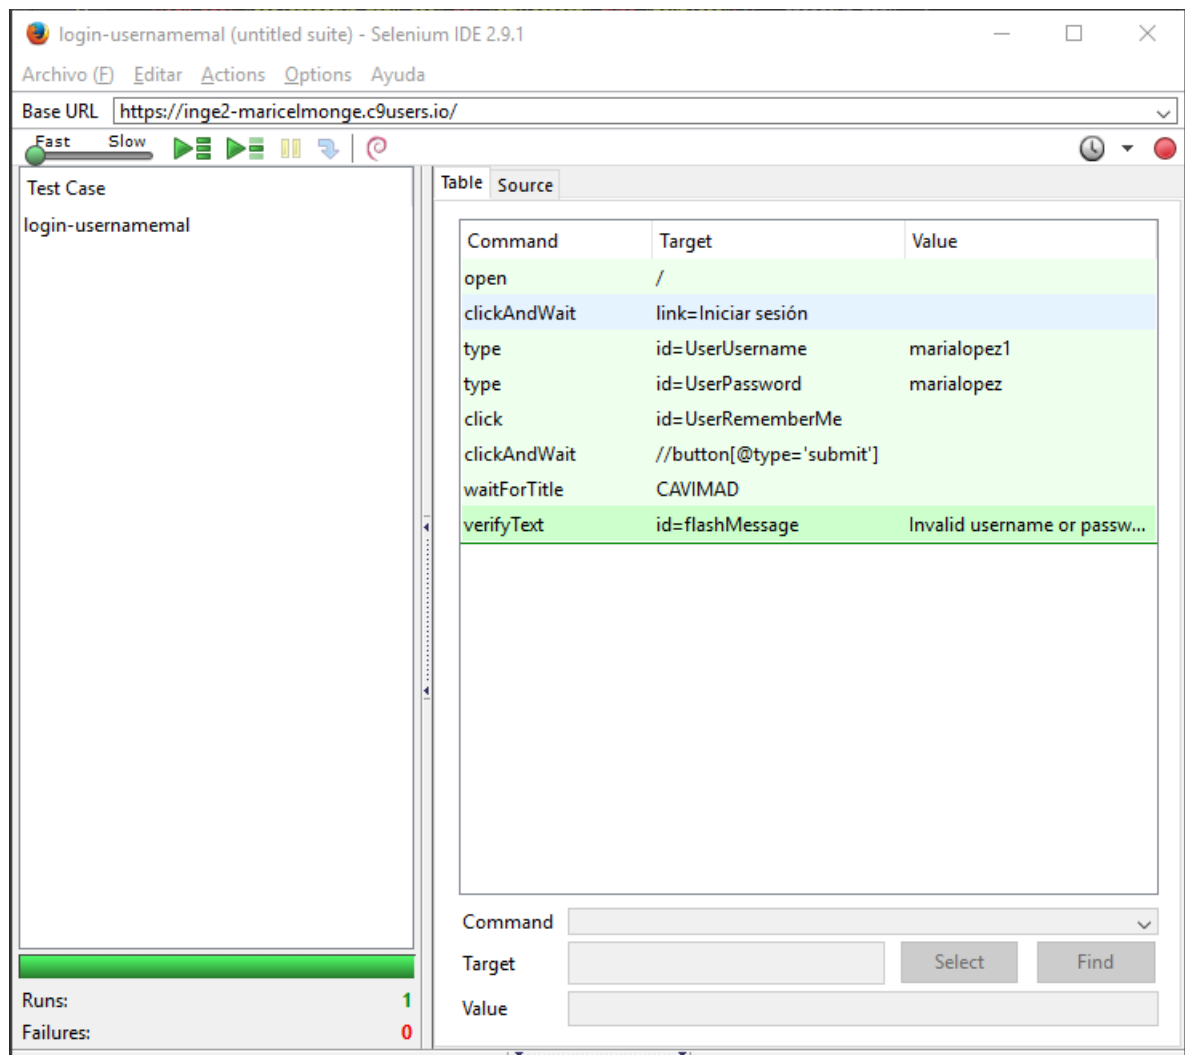 login-usernamemal (untitled suite) - Selenium IDE 2.9.1
Archivo (F) Editar Actions Options Ayuda
Base URL https://inge2-maricelmonge.c9users.io/
Fast Slow
Test Case
login-usernamemal
Table Source
Command Target Value
open /
clickAndWait link=Iniciar sesión
type id=UserUsername marialopez1
type id=UserPassword marialopez
click id=UserRememberMe
clickAndWait //button[@type='submit']
waitForTitle CAVIMAD
verifyText id=flashMessage Invalid username or passw...
Command
Target Select Find
Value
Runs: 1
Failures: 0